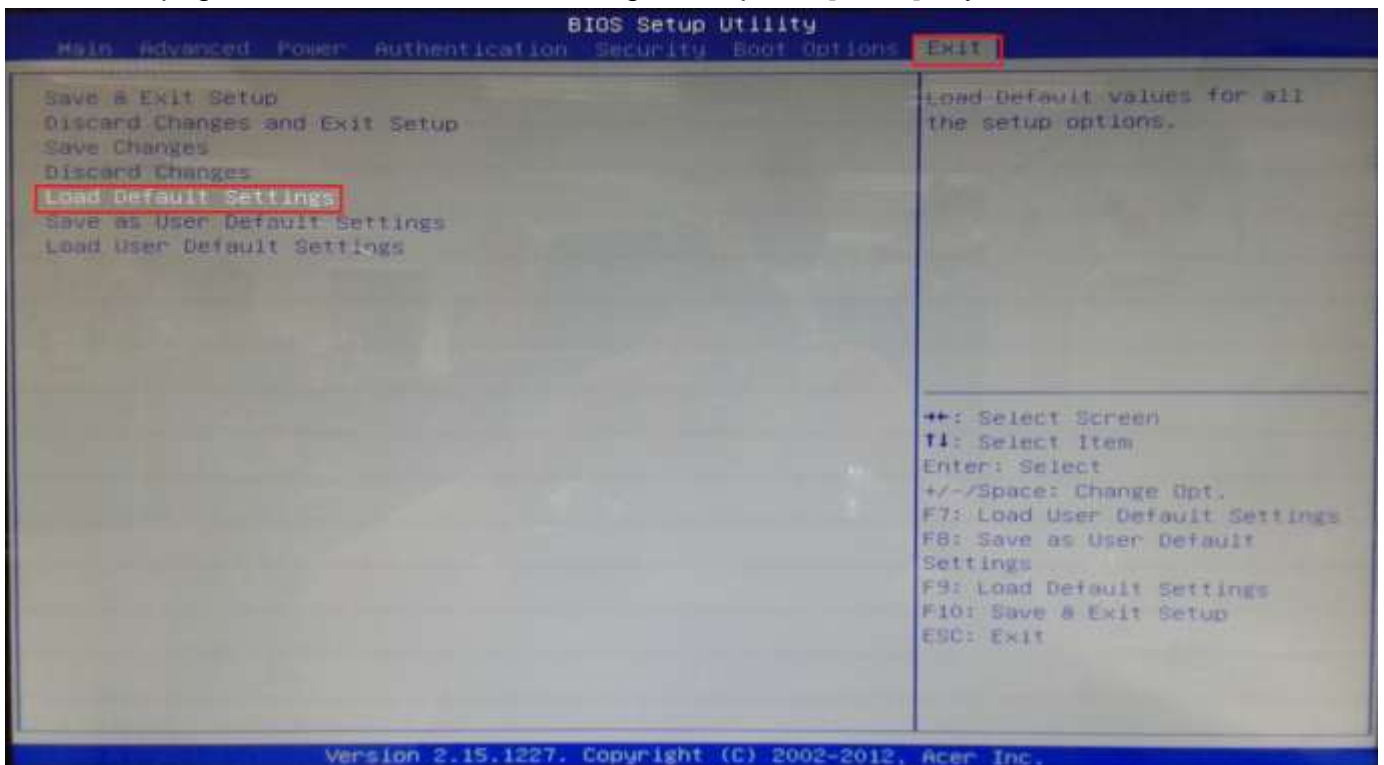 BIOS Setup Utility
Main Advanced Power Authentication Security Boot Options Exit
Save & Exit Setup
Discard Changes and Exit Setup
Save Changes
Discard Changes
Load Default Settings
Save as User Default Settings
Load User Default Settings
Load Default values for all
the setup options.
→←: Select Screen
↑↓: Select Item
Enter: Select
+/-/Space: Change Opt.
F7: Load User Default Settings
F8: Save as User Default
Settings
F9: Load Default Settings
F10: Save & Exit Setup
ESC: Exit
Version 2.15.1227. Copyright (C) 2002-2012, Acer Inc.